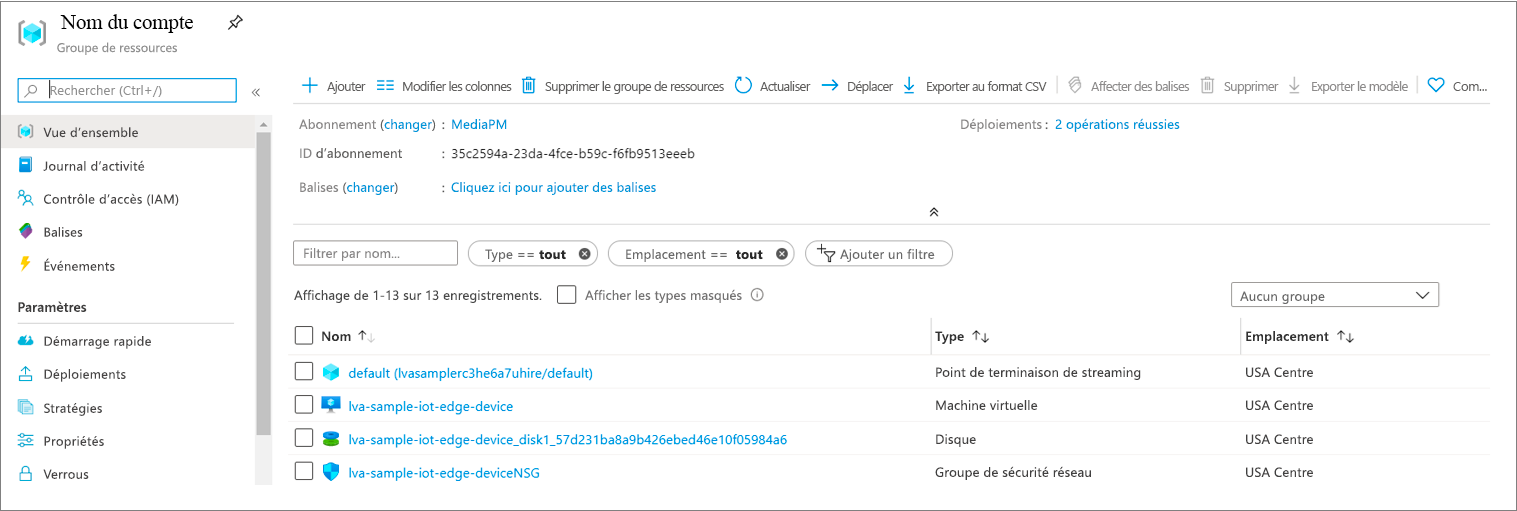 Nom du compte
Groupe de ressources
Rechercher (Ctrl+/)
«
Vue d'ensemble
Journal d'activité
Contrôle d'accès (IAM)
Balises
Événements
Paramètres
Démarrage rapide
Déploiements
Stratégies
Propriétés
Verrous
Ajouter Modifier les colonnes Supprimer le groupe de ressources Actualiser Déplacer Exporter au format CSV Affecter des balises Supprimer Exporter le modèle Com...
Abonnement (changer) : MediaPM Déploiements : 2 opérations réussies
ID d'abonnement : 35c2594a-23da-4fce-b59c-f6fb9513eeeb
Balises (changer) : Cliquez ici pour ajouter des balises
Filtrer par nom... Type == tout Emplacement == tout Ajouter un filtre
Affichage de 1-13 sur 13 enregistrements. Afficher les types masqués Aucun groupe
Nom Type Emplacement
default (lvasamplerc3he6a7uhire/default) Point de terminaison de streaming USA Centre
lva-sample-iot-edge-device Machine virtuelle USA Centre
lva-sample-iot-edge-device_disk1_57d231ba8a9b426ebed46e10f05984a6 Disque USA Centre
lva-sample-iot-edge-deviceNSG Groupe de sécurité réseau USA Centre